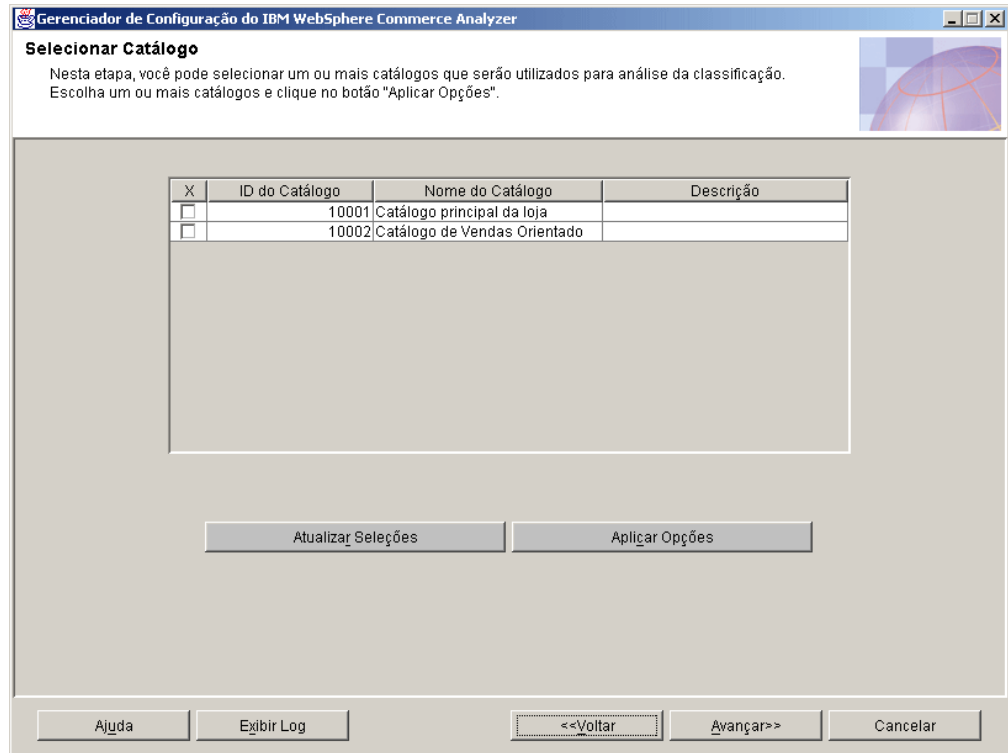 Gerenciador de Configuração do IBM WebSphere Commerce Analyzer
Selecionar Catálogo
Nesta etapa, você pode selecionar um ou mais catálogos que serão utilizados para análise da classificação.
Escolha um ou mais catálogos e clique no botão "Aplicar Opções".
X ID do Catálogo Nome do Catálogo Descrição
10001 Catálogo principal da loja
10002 Catálogo de Vendas Orientado
Atualizar Seleções Aplicar Opções
Ajuda Exibir Log <<Voltar Avançar>> Cancelar